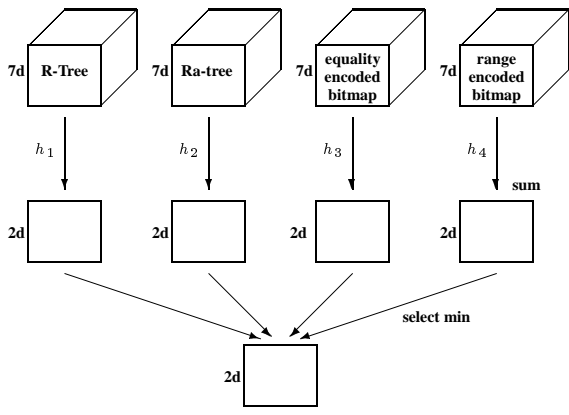 7d R-Tree
7d Ra-tree
7d equality
encoded
bitmap
7d range
encoded
bitmap
h1
h2
h3
h4
sum
2d
2d
2d
2d
select min
2d